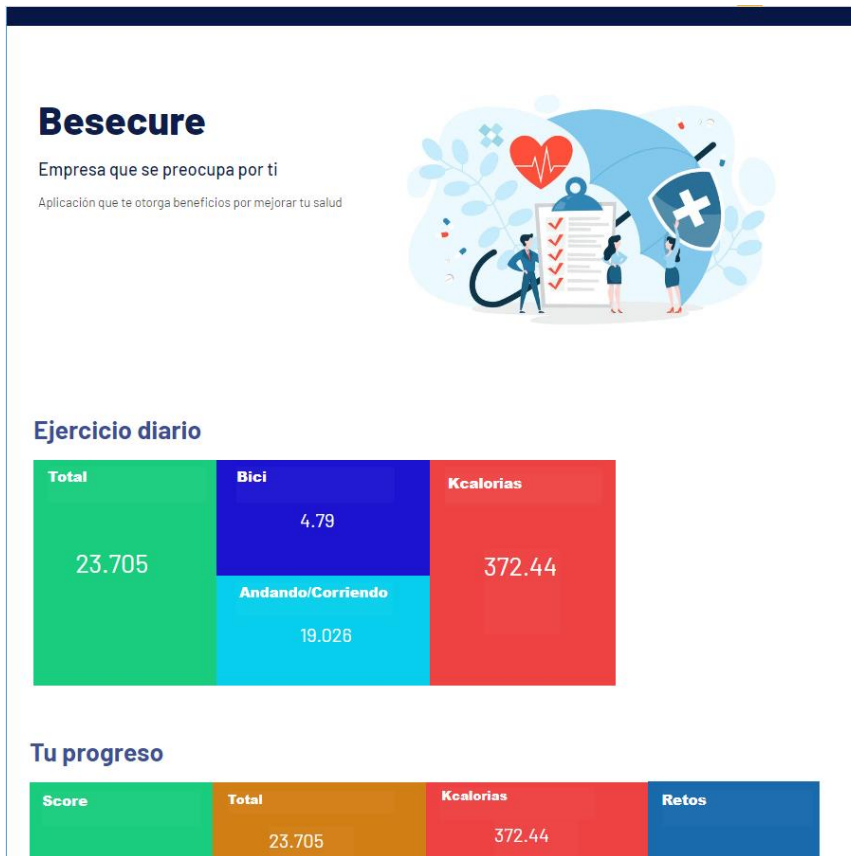 Besecure
Empresa que se preocupa por ti
Aplicación que te otorga beneficios por mejorar tu salud
Ejercicio diario
Total
23.705
Bici
4.79
Andando/Corriendo
19.026
Kcalorias
372.44
Tu progreso
Score
Total
23.705
Kcalorias
372.44
Retos